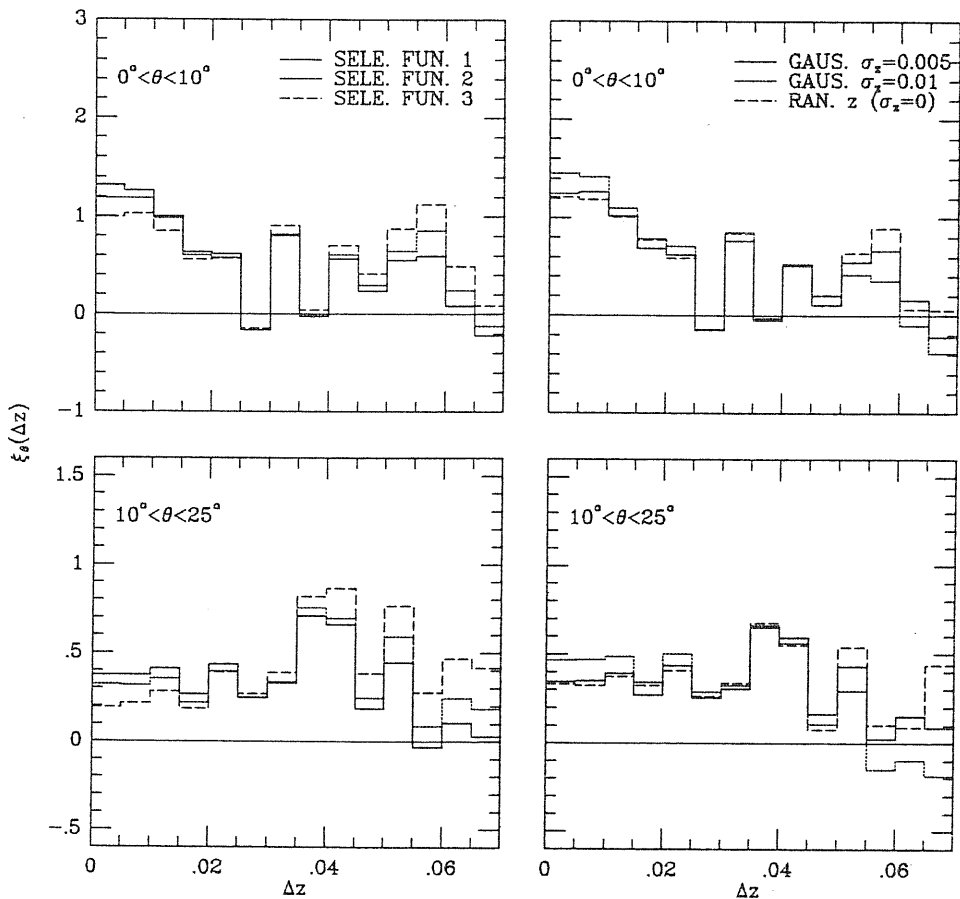 3
2
1
0
−1
0°<θ<10°
SELE. FUN. 1
SELE. FUN. 2
SELE. FUN. 3
0°<θ<10°
GAUS. σz=0.005
GAUS. σz=0.01
RAN. z (σz=0)
ξθ(Δz)
1.5
1
.5
0
−.5
10°<θ<25°
10°<θ<25°
0 .02 .04 .06
Δz
0 .02 .04 .06
Δz